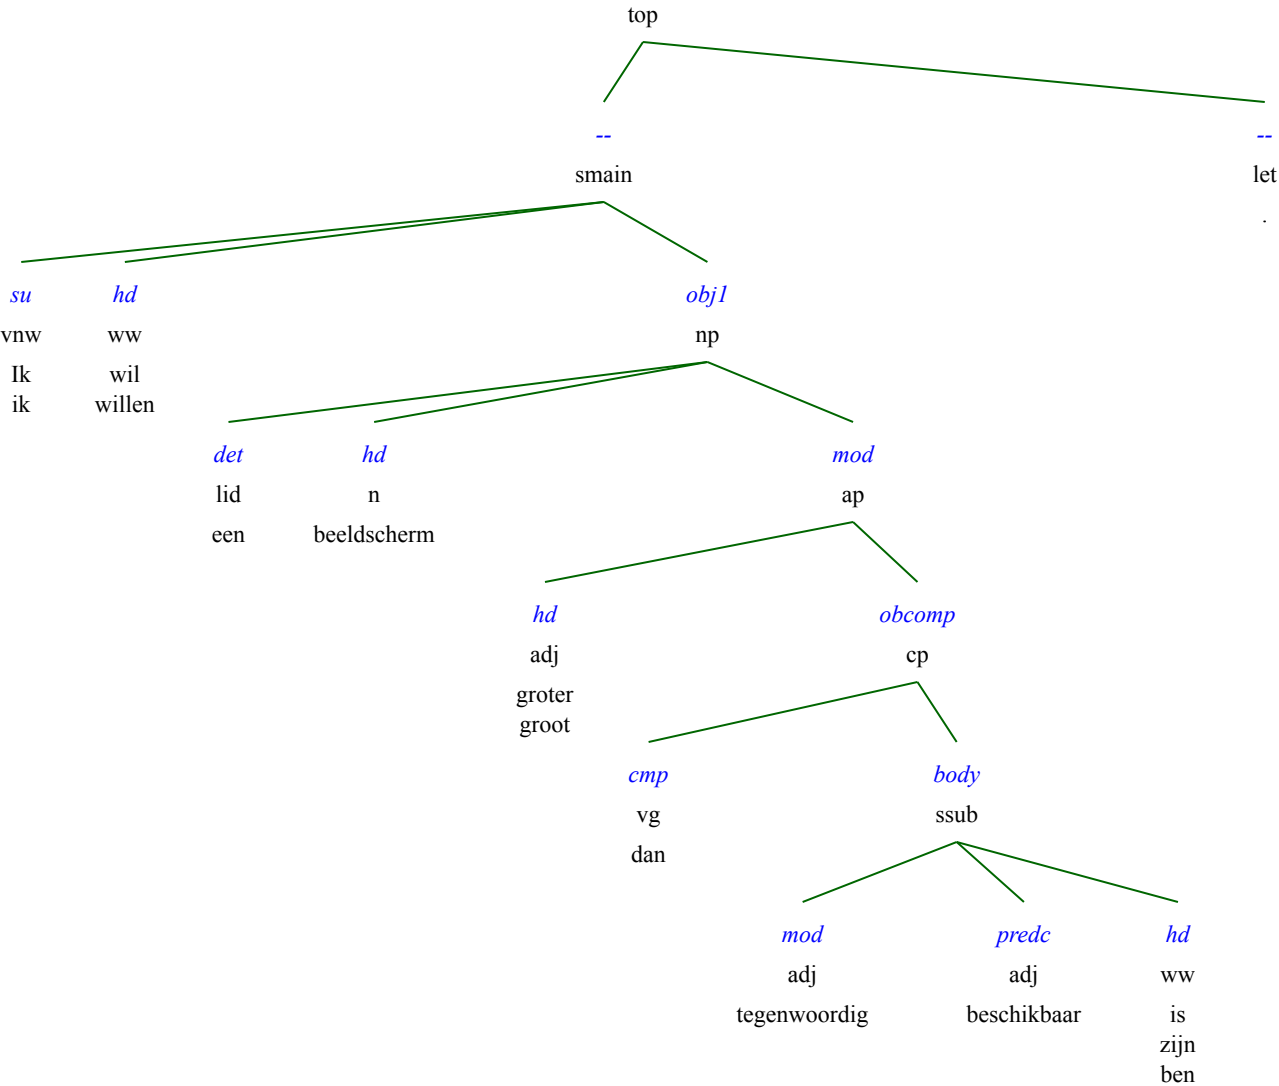 top
-- --
smain let
.
su hd obj1
vnw ww np
Ik wil
ik willen
det hd mod
lid n ap
een beeldscherm
hd obcomp
adj cp
groter
groot
cmp body
vg ssub
dan
mod predc hd
adj adj ww
tegenwoordig beschikbaar is
zijn
ben